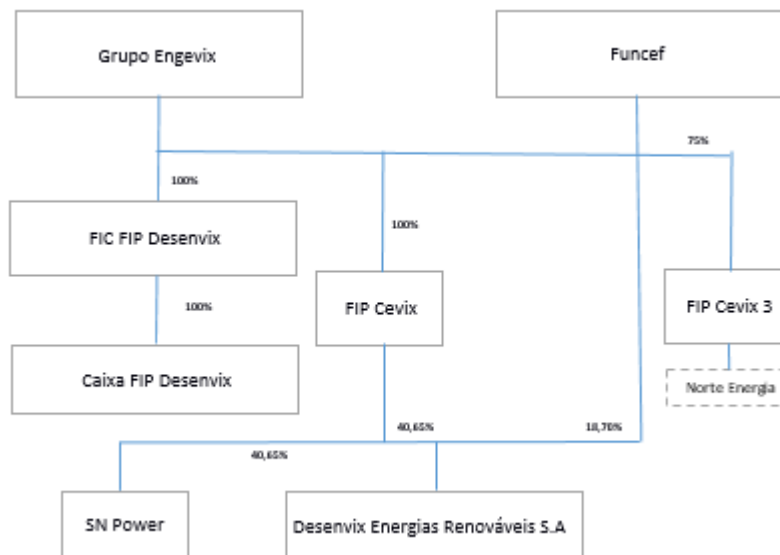 Grupo Engevix
Funcef
75%
100%
FIC FIP Desenvix
100%
FIP Cevix
FIP Cevix 3
100%
Caixa FIP Desenvix
Norte Energia
40,65%
18,70%
40,65%
SN Power
Desenvix Energias Renováveis S.A